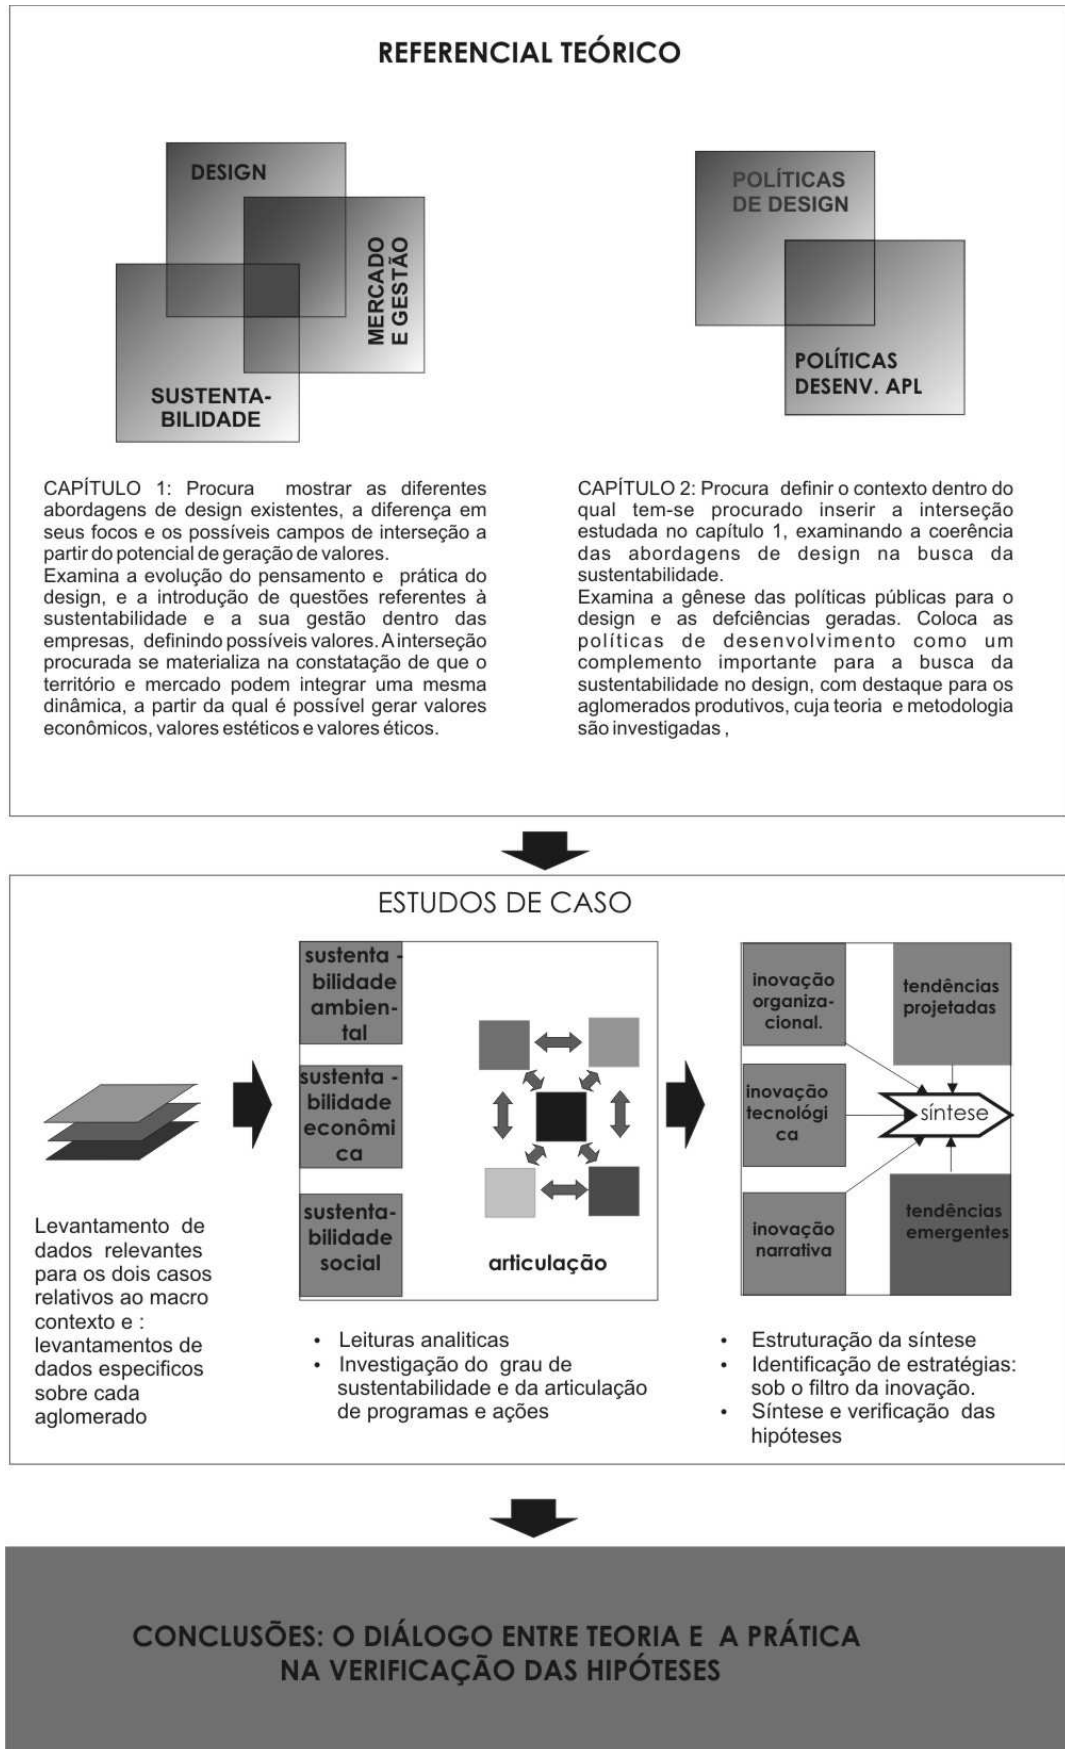 REFERENCIAL TEÓRICO
DESIGN
MERCADO
E GESTÃO
SUSTENTA-
BILIDADE
POLÍTICAS
DE DESIGN
POLÍTICAS
DESENV. APL
CAPÍTULO 1: Procura mostrar as diferentes
abordagens de design existentes, a diferença em
seus focos e os possíveis campos de interseção a
partir do potencial de geração de valores.
Examina a evolução do pensamento e prática do
design, e a introdução de questões referentes à
sustentabilidade e a sua gestão dentro das
empresas, definindo possíveis valores. A interseção
procurada se materializa na constatação de que o
território e mercado podem integrar uma mesma
dinâmica, a partir da qual é possível gerar valores
econômicos, valores estéticos e valores éticos.
CAPÍTULO 2: Procura definir o contexto dentro do
qual tem-se procurado inserir a interseção
estudada no capítulo 1, examinando a coerência
das abordagens de design na busca da
sustentabilidade.
Examina a gênese das políticas públicas para o
design e as defciências geradas. Coloca as
políticas de desenvolvimento como um
complemento importante para a busca da
sustentabilidade no design, com destaque para os
aglomerados produtivos, cuja teoria e metodologia
são investigadas ,
ESTUDOS DE CASO
Levantamento de
dados relevantes
para os dois casos
relativos ao macro
contexto e :
levantamentos de
dados especificos
sobre cada
aglomerado
sustenta -
bilidade
ambien-
tal
sustenta -
bilidade
econômi
ca
sustenta-
bilidade
social
articulação
• Leituras analiticas
• Investigação do grau de
sustentabilidade e da articulação
de programas e ações
inovação
organiza-
cional.
inovação
tecnológi
ca
inovação
narrativa
tendências
projetadas
síntese
tendências
emergentes
• Estruturação da síntese
• Identificação de estratégias:
sob o filtro da inovação.
• Síntese e verificação das
hipóteses
CONCLUSÕES: O DIÁLOGO ENTRE TEORIA E A PRÁTICA
NA VERIFICAÇÃO DAS HIPÓTESES